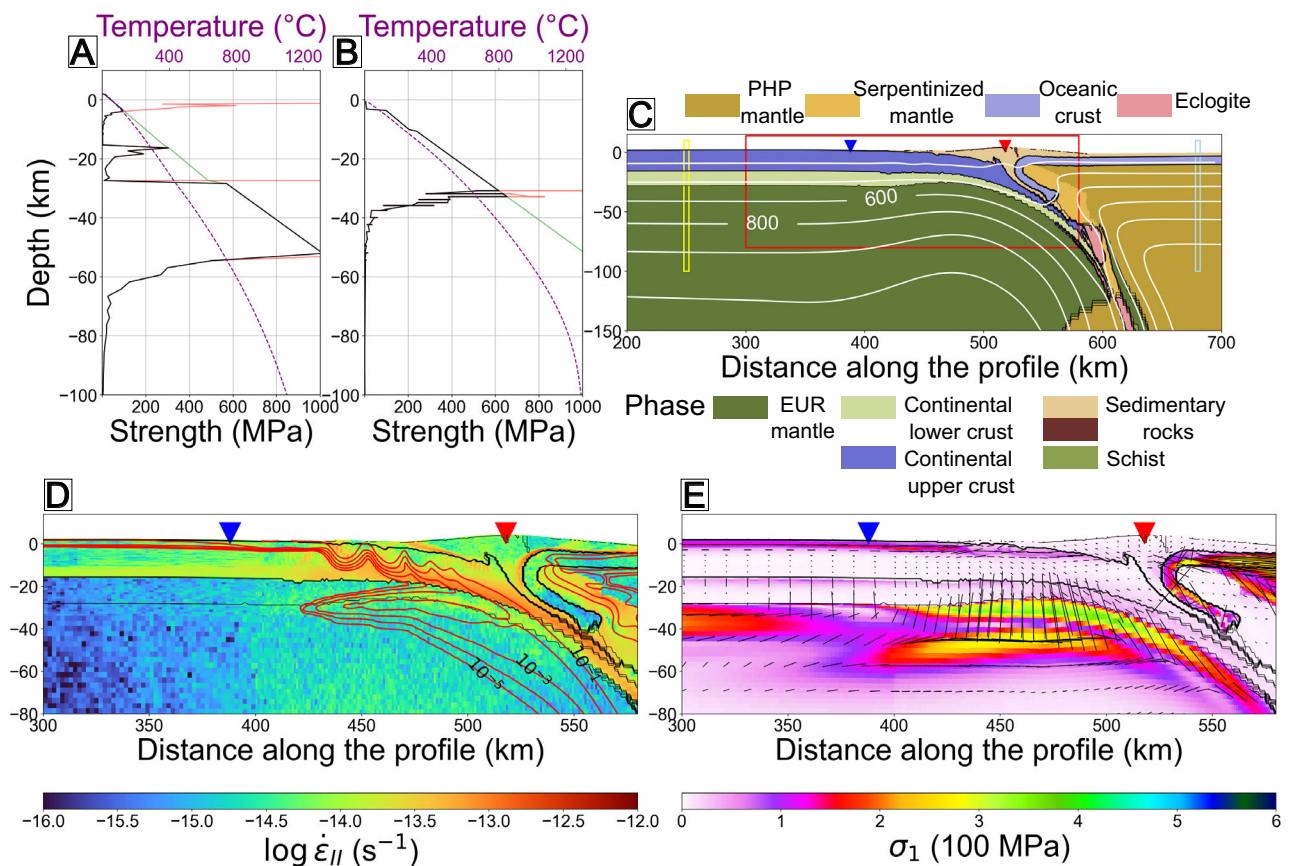 Temperature (°C)
Temperature (°C)
A
400
800
1200
B
400
800
1200
0
−20
−40
−60
−80
−100
Depth (km)
200
400
600
800
1000
200
400
600
800
1000
Strength (MPa)
Strength (MPa)
PHP
mantle
Serpentinized
mantle
Oceanic
crust
Eclogite
C
0
−50
−100
−150
600
800
200
300
400
500
600
700
Distance along the profile (km)
Phase
EUR
mantle
Continental
lower crust
Sedimentary
rocks
Continental
upper crust
Schist
D
0
−20
−40
−60
−80
10⁻⁵
10⁻³
10⁻¹
300
350
400
450
500
550
Distance along the profile (km)
−16.0
−15.5
−15.0
−14.5
−14.0
−13.5
−13.0
−12.5
−12.0
log ε̇II (s⁻¹)
E
0
−20
−40
−60
−80
300
350
400
450
500
550
Distance along the profile (km)
0
1
2
3
4
5
6
σ₁ (100 MPa)